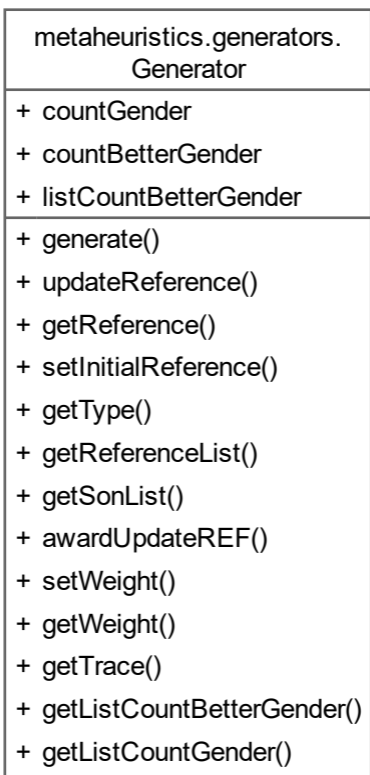 metaheuristics.generators.
Generator
+ countGender
+ countBetterGender
+ listCountBetterGender
+ generate()
+ updateReference()
+ getReference()
+ setInitialReference()
+ getType()
+ getReferenceList()
+ getSonList()
+ awardUpdateREF()
+ setWeight()
+ getWeight()
+ getTrace()
+ getListCountBetterGender()
+ getListCountGender()